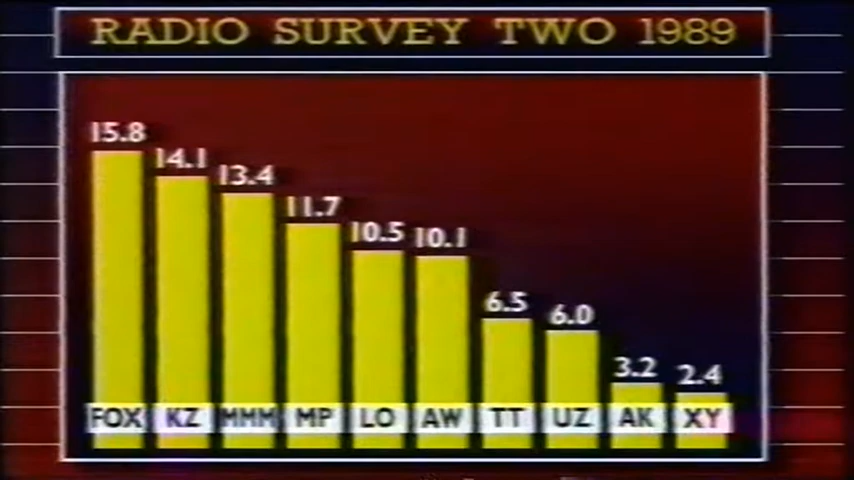 RADIO SURVEY TWO 1989
15.8 14.1 13.4 11.7 10.5 10.1 6.5 6.0 3.2 2.4
FOX KZ MMM MP LO AW TT UZ AK XY